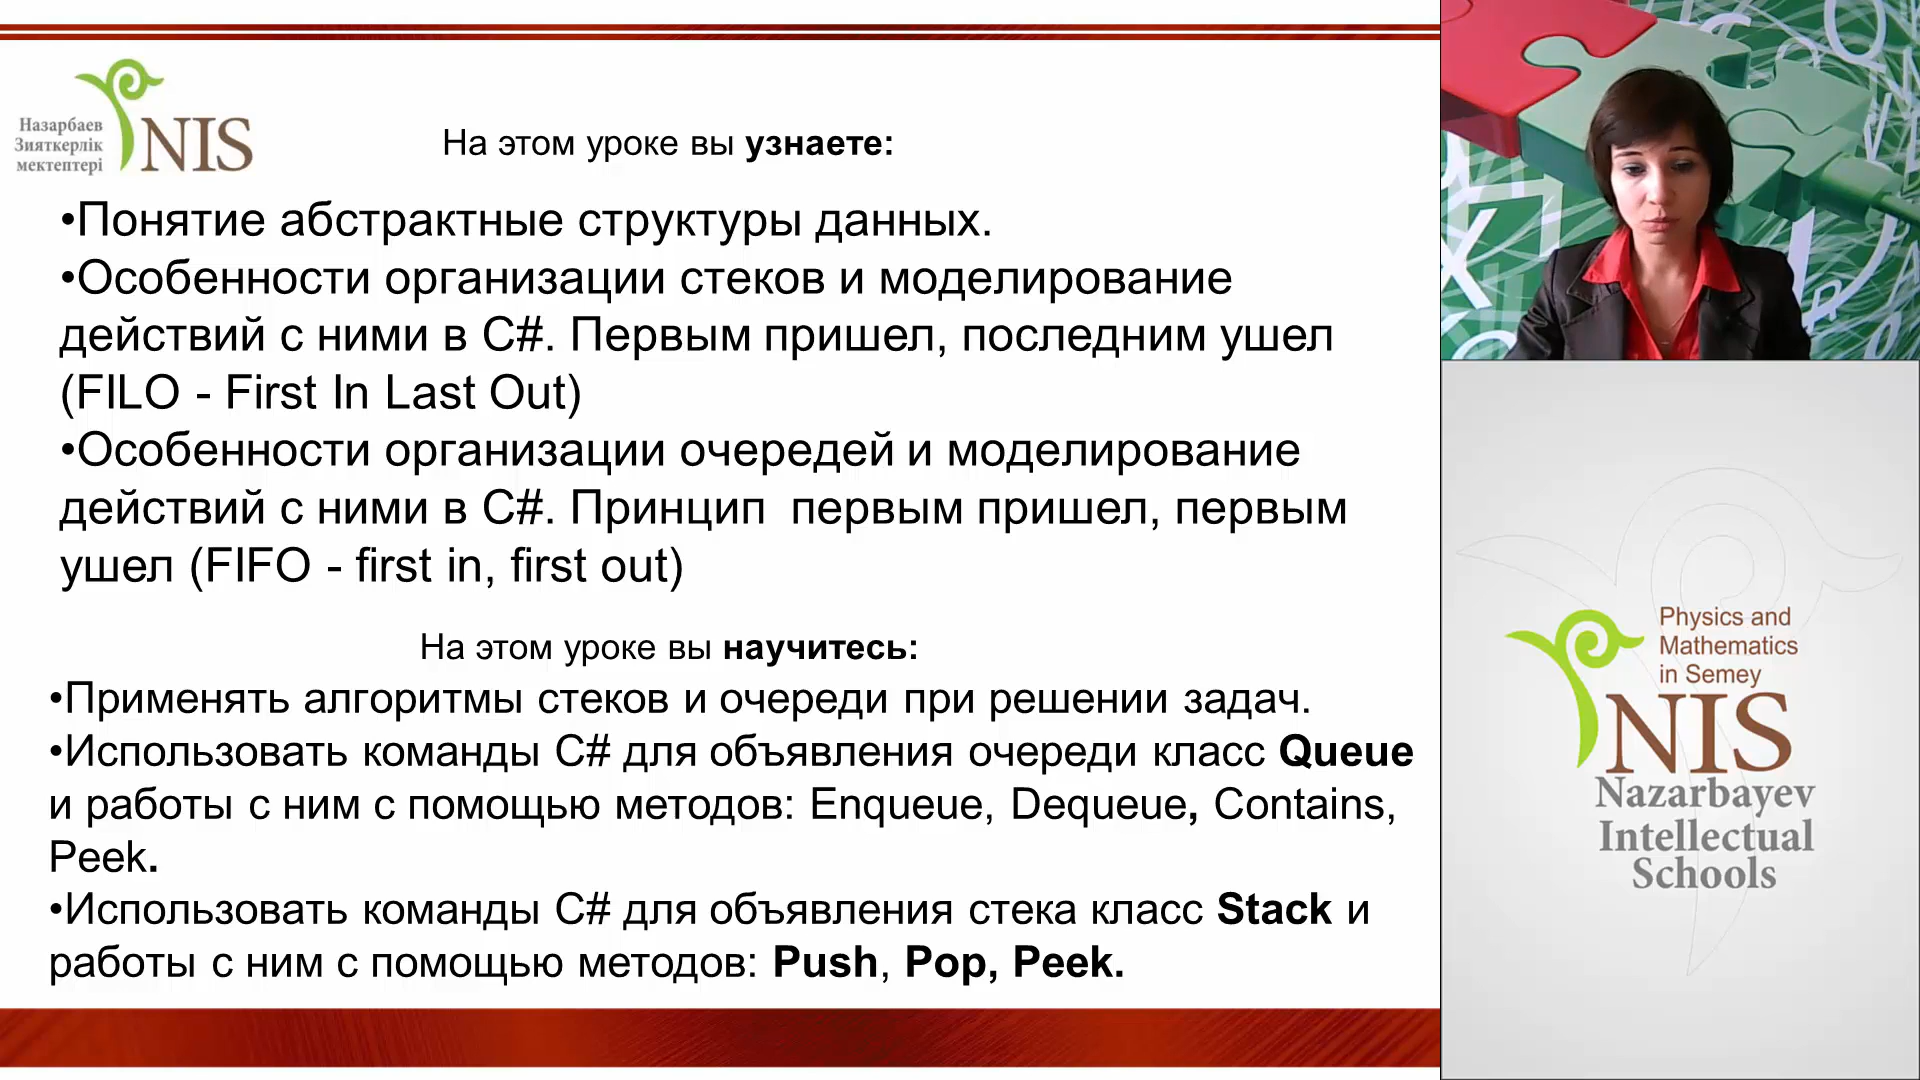 Назарбаев
Зияткерлік
мектептері
NIS
На этом уроке вы узнаете:
•Понятие абстрактные структуры данных.
•Особенности организации стеков и моделирование
действий с ними в C#. Первым пришел, последним ушел
(FILO - First In Last Out)
•Особенности организации очередей и моделирование
действий с ними в C#. Принцип  первым пришел, первым
ушел (FIFO - first in, first out)
На этом уроке вы научитесь:
•Применять алгоритмы стеков и очереди при решении задач.
•Использовать команды C# для объявления очереди класс Queue
и работы с ним с помощью методов: Enqueue, Dequeue, Contains,
Peek.
•Использовать команды C# для объявления стека класс Stack и
работы с ним с помощью методов: Push, Pop, Peek.
Physics and
Mathematics
in Semey
NIS
Nazarbayev
Intellectual
Schools